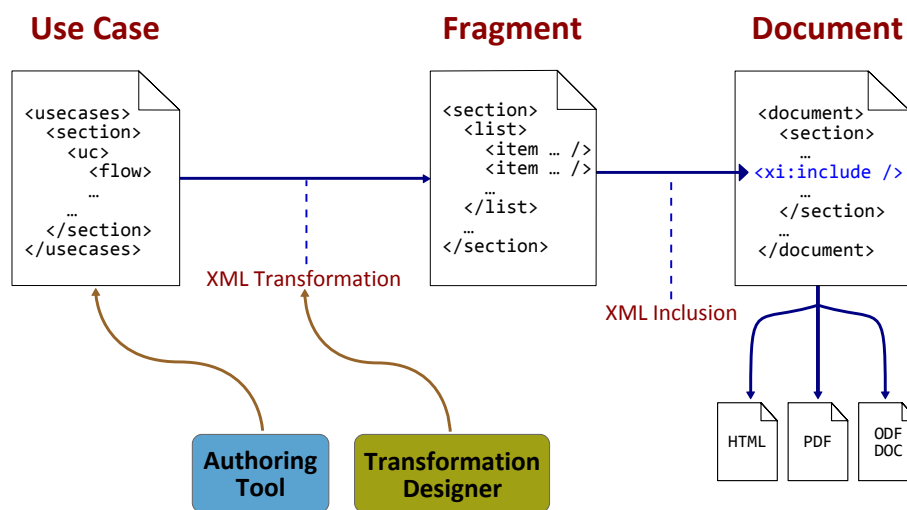 Use Case
Fragment
Document
<usecases>
<section>
<uc>
<flow>
…
…
</section>
</usecases>
<section>
<list>
<item … />
<item … />
…
</list>
…
</section>
<document>
<section>
…
<xi:include />
…
</section>
…
</document>
XML Transformation
XML Inclusion
HTML
PDF
ODF
DOC
Authoring
Tool
Transformation
Designer